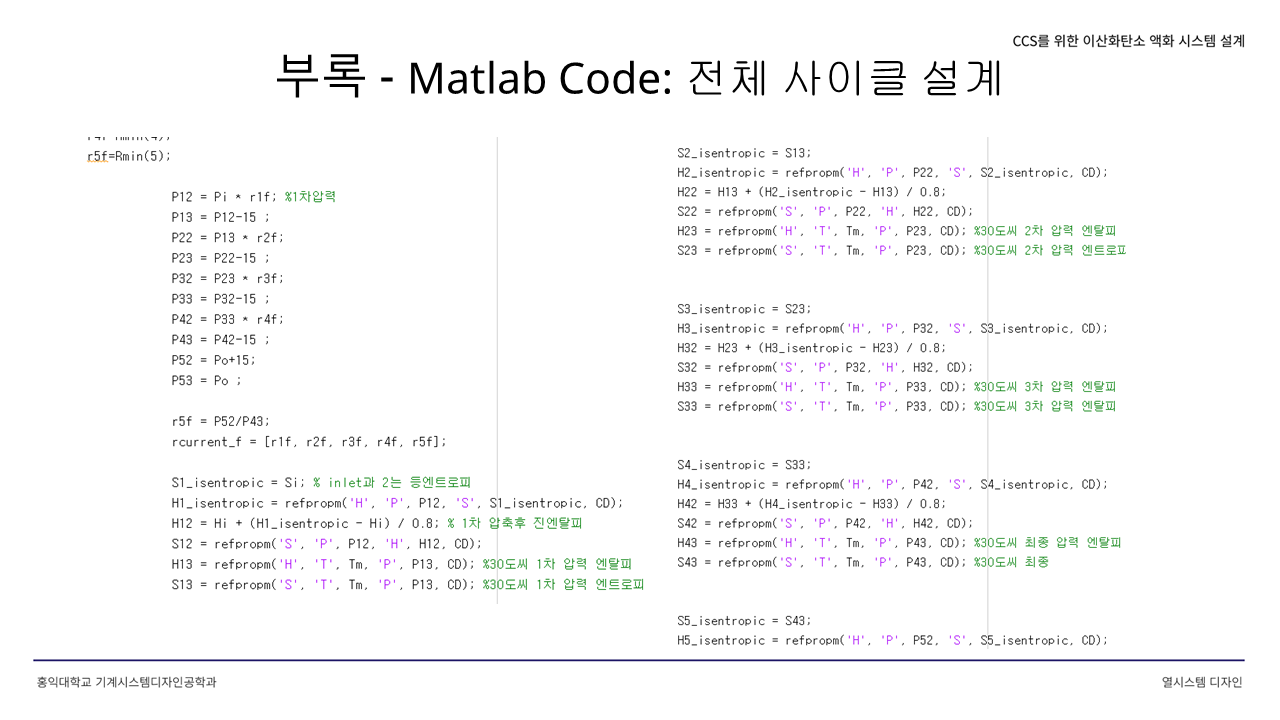 CCS를 위한 이산화탄소 액화 시스템 설계
부록 - Matlab Code: 전체 사이클 설계
r5f=Rmin(5);
P12 = Pi * r1f; %1차압력
P13 = P12-15 ;
P22 = P13 * r2f;
P23 = P22-15 ;
P32 = P23 * r3f;
P33 = P32-15 ;
P42 = P33 * r4f;
P43 = P42-15 ;
P52 = Po+15;
P53 = Po ;
r5f = P52/P43;
rcurrent_f = [r1f, r2f, r3f, r4f, r5f];
S1_isentropic = Si; % inlet과 2는 등엔트로피
H1_isentropic = refpropm('H', 'P', P12, 'S', S1_isentropic, CD);
H12 = Hi + (H1_isentropic - Hi) / 0.8; % 1차 압축후 진엔탈피
S12 = refpropm('S', 'P', P12, 'H', H12, CD);
H13 = refpropm('H', 'T', Tm, 'P', P13, CD); %30도씨 1차 압력 엔탈피
S13 = refpropm('S', 'T', Tm, 'P', P13, CD); %30도씨 1차 압력 엔트로피
S2_isentropic = S13;
H2_isentropic = refpropm('H', 'P', P22, 'S', S2_isentropic, CD);
H22 = H13 + (H2_isentropic - H13) / 0.8;
S22 = refpropm('S', 'P', P22, 'H', H22, CD);
H23 = refpropm('H', 'T', Tm, 'P', P23, CD); %30도씨 2차 압력 엔탈피
S23 = refpropm('S', 'T', Tm, 'P', P23, CD); %30도씨 2차 압력 엔트로피
S3_isentropic = S23;
H3_isentropic = refpropm('H', 'P', P32, 'S', S3_isentropic, CD);
H32 = H23 + (H3_isentropic - H23) / 0.8;
S32 = refpropm('S', 'P', P32, 'H', H32, CD);
H33 = refpropm('H', 'T', Tm, 'P', P33, CD); %30도씨 3차 압력 엔탈피
S33 = refpropm('S', 'T', Tm, 'P', P33, CD); %30도씨 3차 압력 엔탈피
S4_isentropic = S33;
H4_isentropic = refpropm('H', 'P', P42, 'S', S4_isentropic, CD);
H42 = H33 + (H4_isentropic - H33) / 0.8;
S42 = refpropm('S', 'P', P42, 'H', H42, CD);
H43 = refpropm('H', 'T', Tm, 'P', P43, CD); %30도씨 최종 압력 엔탈피
S43 = refpropm('S', 'T', Tm, 'P', P43, CD); %30도씨 최종
S5_isentropic = S43;
H5_isentropic = refpropm('H', 'P', P52, 'S', S5_isentropic, CD);
홍익대학교 기계시스템디자인공학과
열시스템 디자인